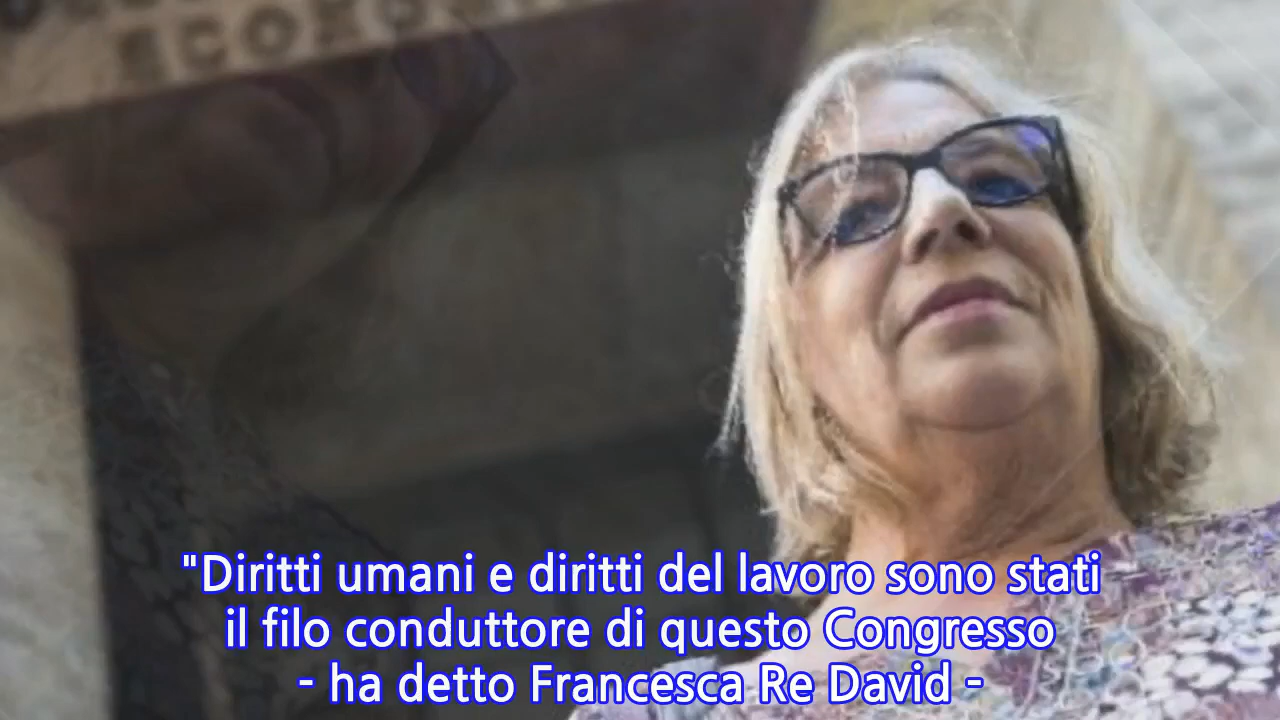 "Diritti umani e diritti del lavoro sono stati
il filo conduttore di questo Congresso
- ha detto Francesca Re David -